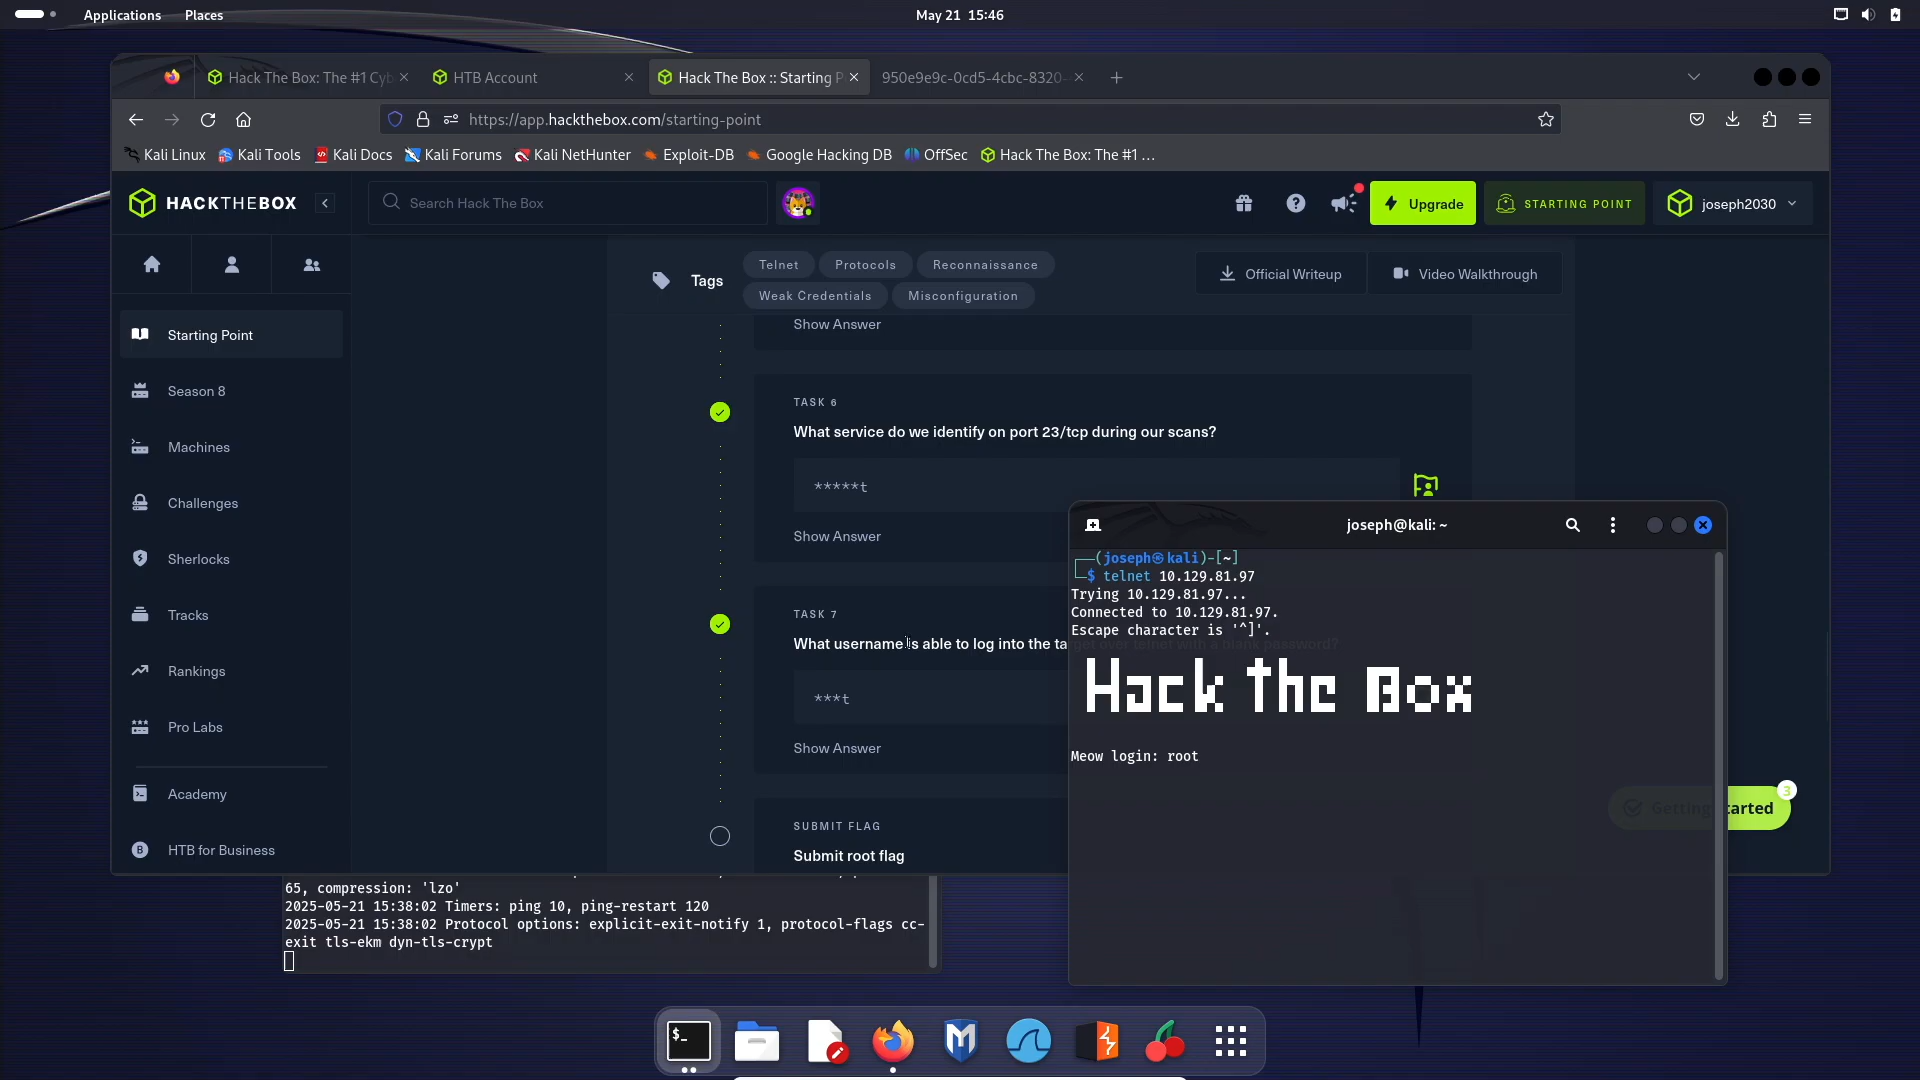 Applications Places May 21 15:46
Hack The Box: The #1 Cyb HTB Account Hack The Box :: Starting P 950e9e9c-0cd5-4cbc-8320-
https://app.hackthebox.com/starting-point
Kali Linux Kali Tools Kali Docs Kali Forums Kali NetHunter Exploit-DB Google Hacking DB OffSec Hack The Box: The #1 …
HACKTHEBOX Search Hack The Box Upgrade STARTING POINT joseph2030
Starting Point
Season 8
Machines
Challenges
Sherlocks
Tracks
Rankings
Pro Labs
Academy
HTB for Business
Tags
Telnet Protocols Reconnaissance
Weak Credentials Misconfiguration
Official Writeup Video Walkthrough
Show Answer
TASK 6
What service do we identify on port 23/tcp during our scans?
*****t
Show Answer
TASK 7
What username is able to log into the target over telnet with a blank password?
***t
Show Answer
SUBMIT FLAG
Submit root flag
Getting Started
3
joseph@kali: ~
┌──(joseph㉿kali)-[~]
└─$ telnet 10.129.81.97
Trying 10.129.81.97...
Connected to 10.129.81.97.
Escape character is '^]'.
Hack the Box
Meow login: root
65, compression: 'lzo'
2025-05-21 15:38:02 Timers: ping 10, ping-restart 120
2025-05-21 15:38:02 Protocol options: explicit-exit-notify 1, protocol-flags cc-
exit tls-ekm dyn-tls-crypt
$_